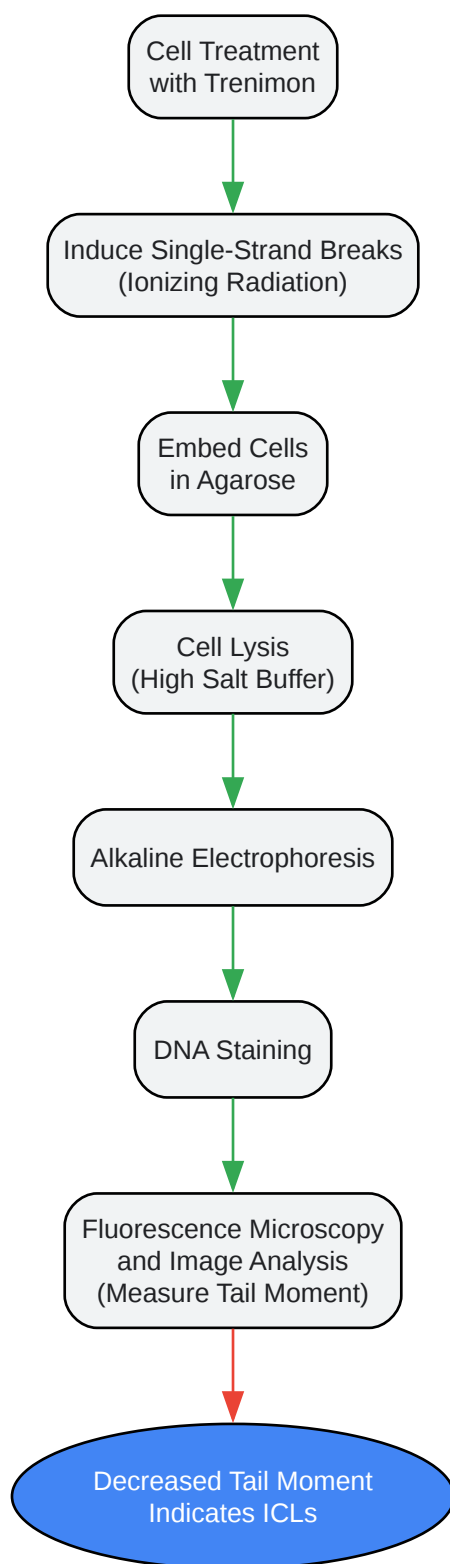 Cell Treatment
with Trenimon
Induce Single-Strand Breaks
(Ionizing Radiation)
Embed Cells
in Agarose
Cell Lysis
(High Salt Buffer)
Alkaline Electrophoresis
DNA Staining
Fluorescence Microscopy
and Image Analysis
(Measure Tail Moment)
Decreased Tail Moment
Indicates ICLs